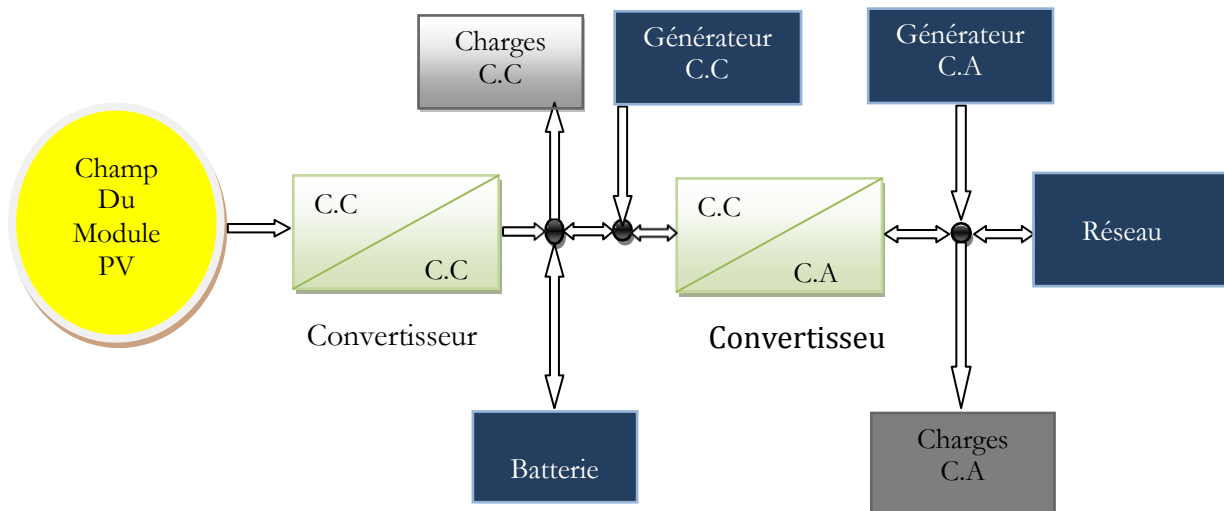 Charges
C.C
Générateur
C.C
Générateur
C.A
Champ
Du
Module
PV
C.C
C.C
C.C
C.A
Réseau
Convertisseur
Convertisseu
Batterie
Charges
C.A